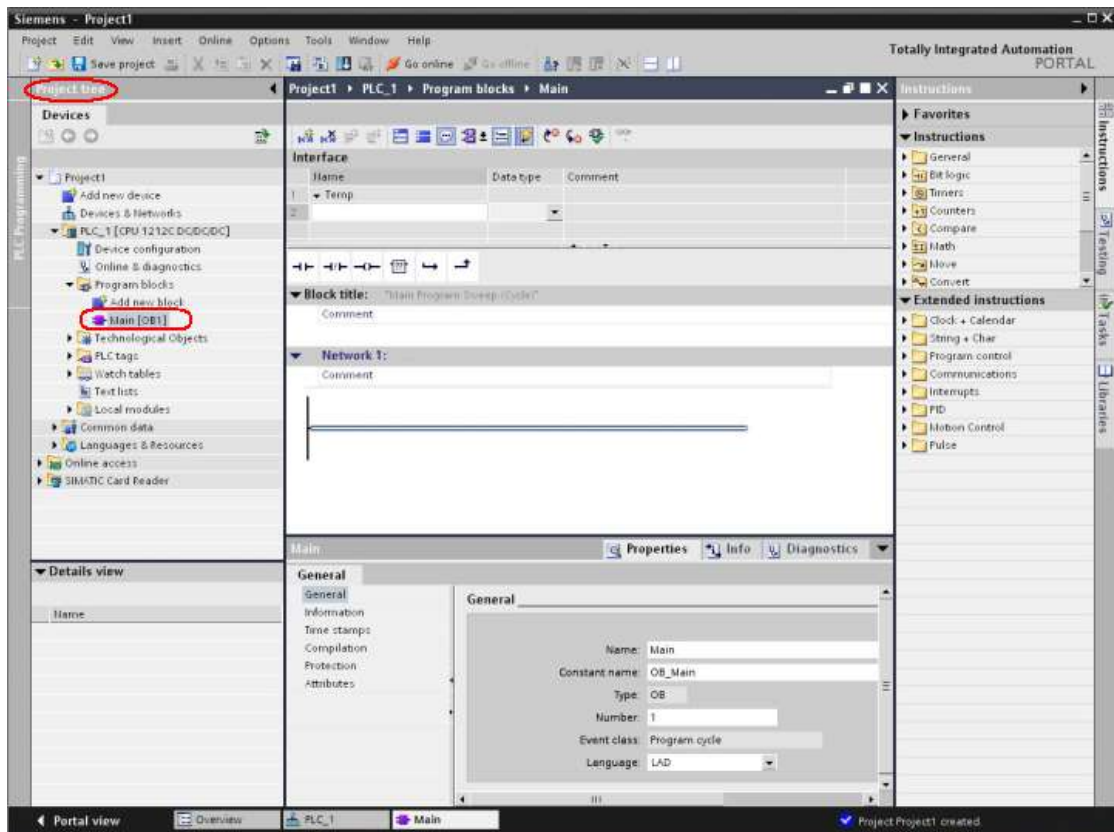 Siemens - Project1
Project Edit View Insert Online Options Tools Window Help
Totally Integrated Automation
PORTAL
Save project Go online Go offline
Project tree
Project1 PLC_1 Program blocks Main
Instructions
Devices
Favorites
Instructions
General
Bit logic
Timers
Counters
Compare
Math
Move
Convert
Extended instructions
Clock + Calendar
String + Char
Program control
Communications
Interrupts
PID
Motion Control
Pulse
Instructions
Testing
Tasks
Libraries
PLC Programming
Project1
Add new device
Devices & Networks
PLC_1 [CPU 1212C DC/DC/DC]
Device configuration
Online & diagnostics
Program blocks
Add new block
Main [OB1]
Technological Objects
PLC tags
Watch tables
Text lists
Local modules
Common data
Languages & Resources
Online access
SIMATIC Card Reader
Interface
Name Data type Comment
1 Temp
2
Block title: "Main Program Sweep (Cycle)"
Comment
Network 1:
Comment
Details view
Name
Main
Properties Info Diagnostics
General
General
Information
Time stamps
Compilation
Protection
Attributes
General
Name: Main
Constant name: OB_Main
Type: OB
Number: 1
Event class: Program cycle
Language: LAD
Portal view Overview PLC_1 Main Project Project1 created.